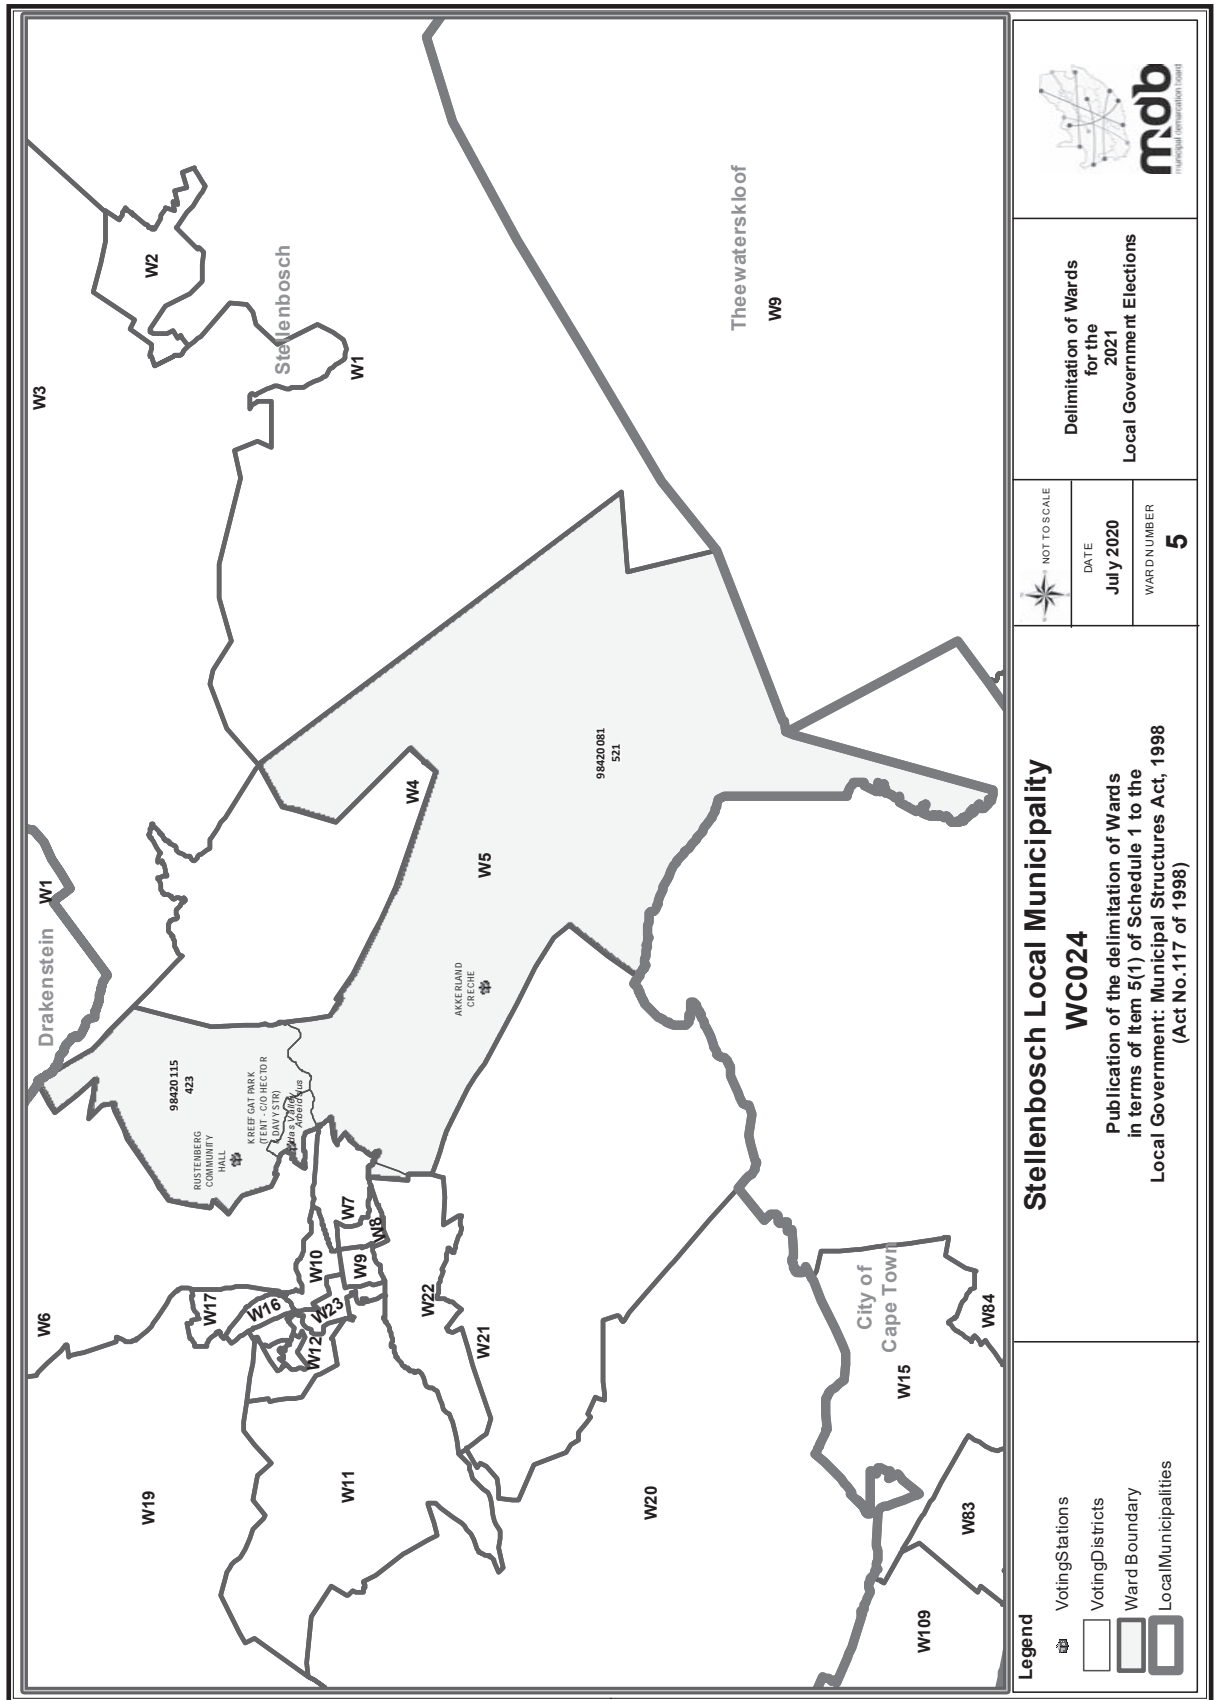 W3
W2
Stellenbosch
W1
Theewaterskloof
W9
Drakenstein
W1
W4
W5
98420081
521
98420115
423
KREEFGAT PARK
(TENT - C/O HECTOR
& DAVY STR)
RUSTENBERG
COMMUNITY
HALL
AKKERLAND
CRECHE
W6
W17
W16
W10
W7
W8
W9
W23
W12
W22
W21
W19
W11
W20
City of
Cape Town
W15
W84
W83
W109
Legend
VotingStations
VotingDistricts
Ward Boundary
LocalMunicipalities
Stellenbosch Local Municipality
WC024
Publication of the delimitation of Wards
in terms of Item 5(1) of Schedule 1 to the
Local Government: Municipal Structures Act, 1998
(Act No.117 of 1998)
NOT TO SCALE
DATE
July 2020
WARD NUMBER
5
Delimitation of Wards
for the
2021
Local Government Elections
mdb
municipal demarcation board